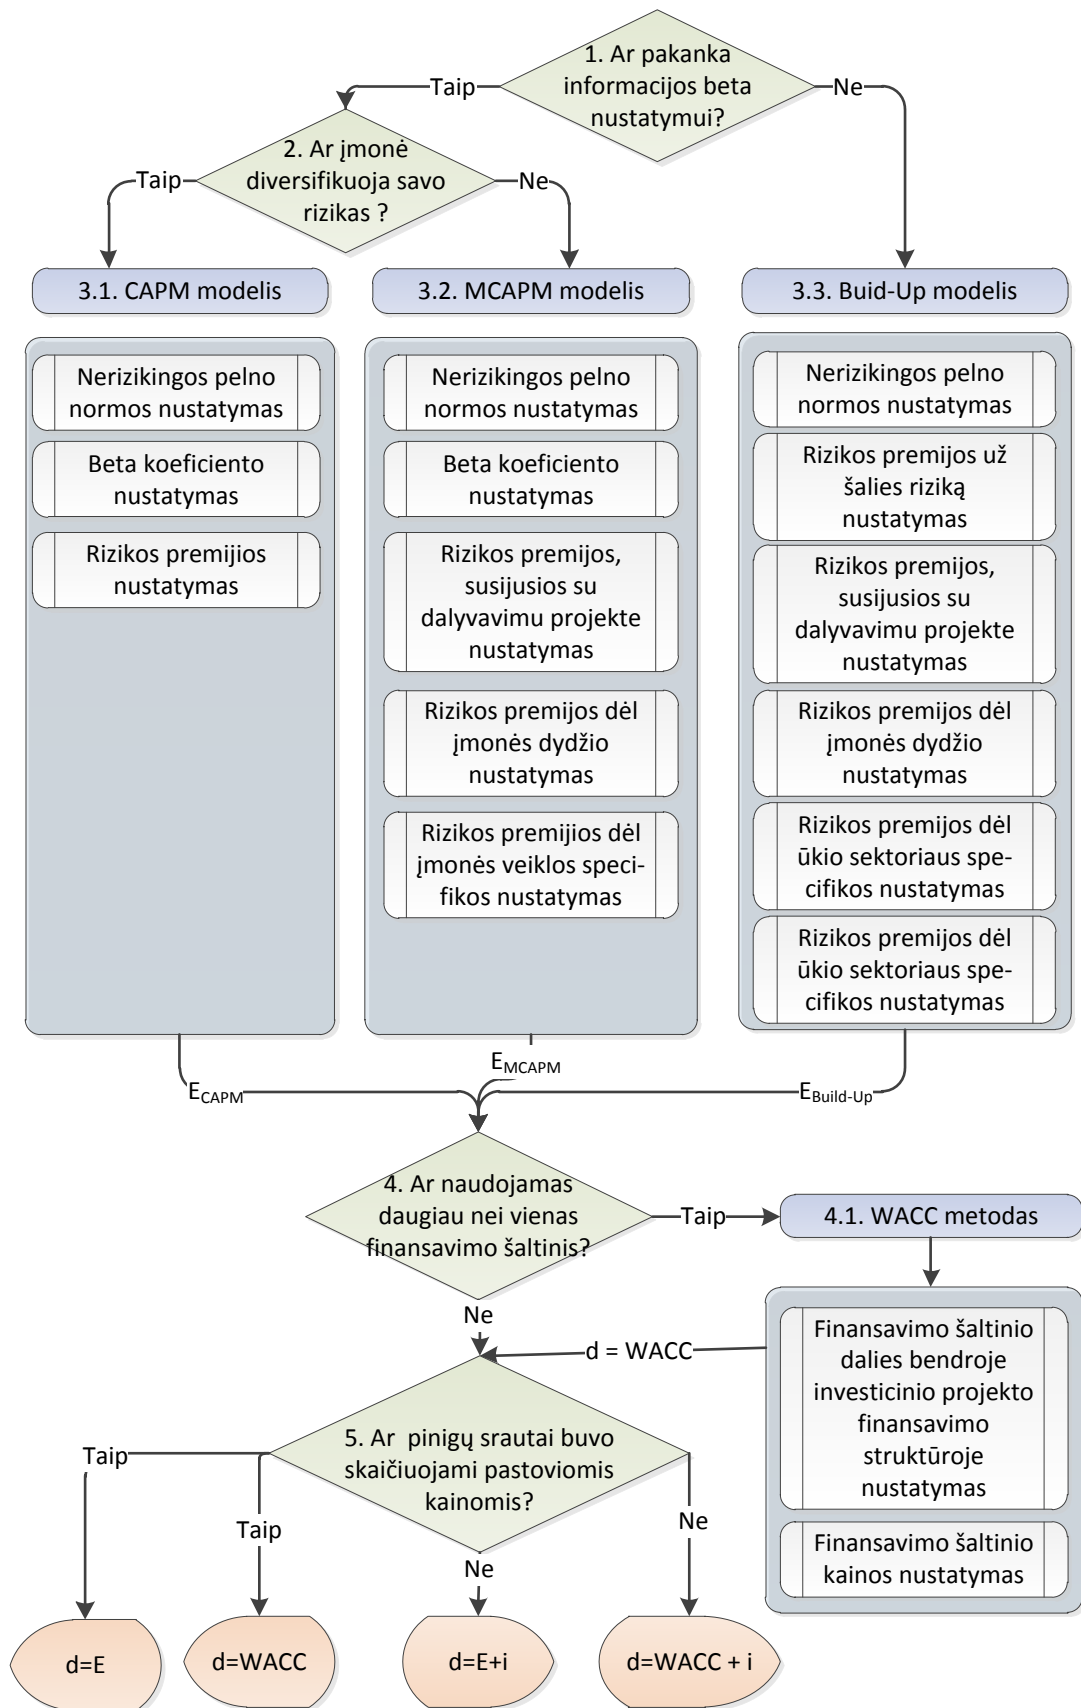 1. Ar pakanka
informacijos beta
nustatymui?
Taip
Ne
2. Ar įmonė
diversifikuoja savo
rizikas ?
Taip
Ne
3.1. CAPM modelis
3.2. MCAPM modelis
3.3. Buid-Up modelis
Nerizikingos pelno
normos nustatymas
Beta koeficiento
nustatymas
Rizikos premijios
nustatymas
Nerizikingos pelno
normos nustatymas
Beta koeficiento
nustatymas
Rizikos premijos,
susijusios su
dalyvavimu projekte
nustatymas
Rizikos premijos dėl
įmonės dydžio
nustatymas
Rizikos premijios dėl
įmonės veiklos speci-
fikos nustatymas
Nerizikingos pelno
normos nustatymas
Rizikos premijos už
šalies riziką
nustatymas
Rizikos premijos,
susijusios su
dalyvavimu projekte
nustatymas
Rizikos premijos dėl
įmonės dydžio
nustatymas
Rizikos premijos dėl
ūkio sektoriaus spe-
cifikos nustatymas
Rizikos premijos dėl
ūkio sektoriaus spe-
cifikos nustatymas
E_CAPM
E_MCAPM
E_Build-Up
4. Ar naudojamas
daugiau nei vienas
finansavimo šaltinis?
Taip
4.1. WACC metodas
Ne
d = WACC
Finansavimo šaltinio
dalies bendroje
investicinio projekto
finansavimo
struktūroje
nustatymas
Finansavimo šaltinio
kainos nustatymas
5. Ar  pinigų srautai buvo
skaičiuojami pastoviomis
kainomis?
Taip
Taip
Ne
Ne
d=E
d=WACC
d=E+i
d=WACC + i